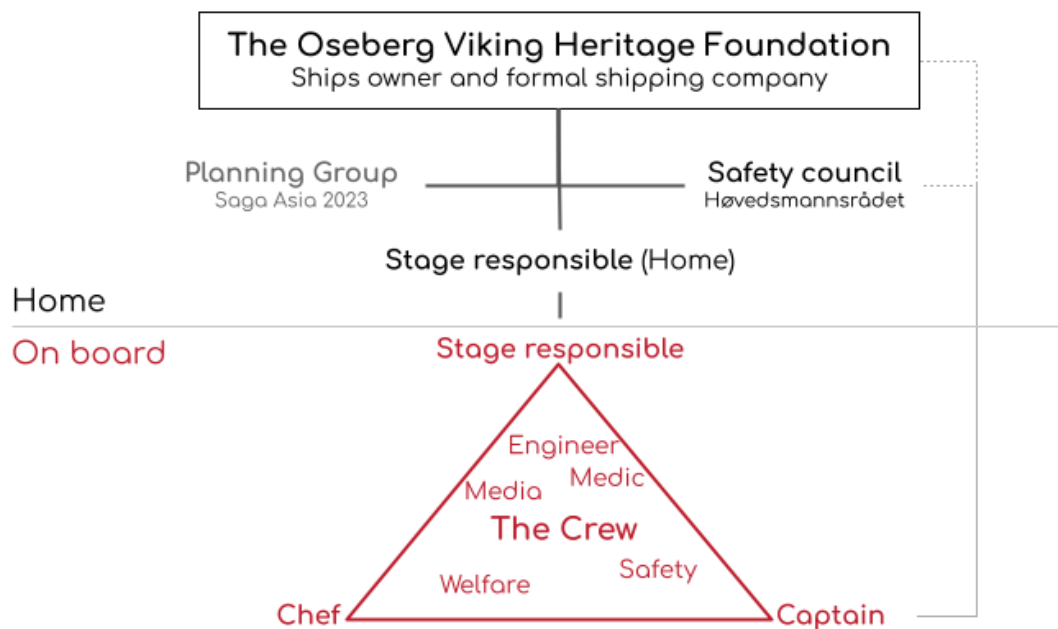 The Oseberg Viking Heritage Foundation
Ships owner and formal shipping company
Planning Group
Saga Asia 2023
Safety council
Høvedsmannsrådet
Stage responsible (Home)
Home
On board
Stage responsible
Engineer
Medic
Media
The Crew
Safety
Welfare
Chef
Captain